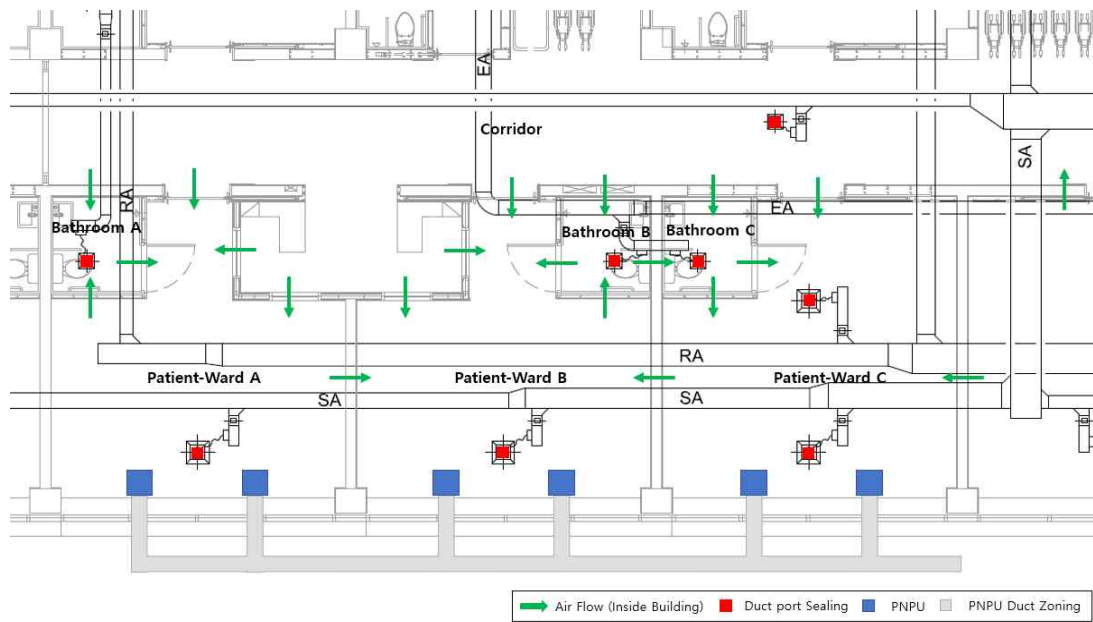 EA
Corridor
SA
RA
EA
Bathroom A
Bathroom B
Bathroom C
RA
Patient-Ward A
Patient-Ward B
Patient-Ward C
SA
SA
Air Flow (Inside Building)
Duct port Sealing
PNPU
PNPU Duct Zoning